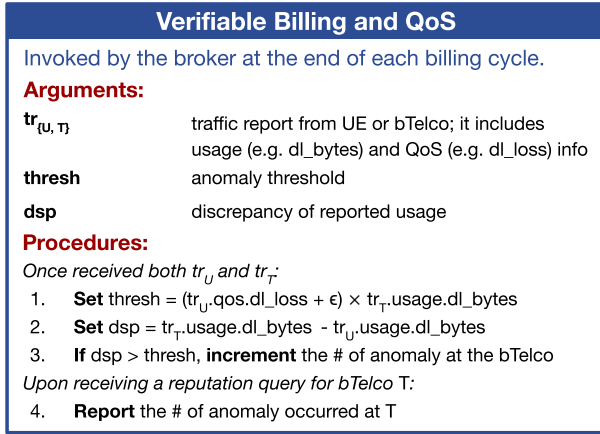 Verifiable Billing and QoS
Invoked by the broker at the end of each billing cycle.
Arguments:
tr{U, T} traffic report from UE or bTelco; it includes
usage (e.g. dl_bytes) and QoS (e.g. dl_loss) info
thresh anomaly threshold
dsp discrepancy of reported usage
Procedures:
Once received both trU and trT:
1. Set thresh = (trU.qos.dl_loss + ϵ) × trT.usage.dl_bytes
2. Set dsp = trT.usage.dl_bytes - trU.usage.dl_bytes
3. If dsp > thresh, increment the # of anomaly at the bTelco
Upon receiving a reputation query for bTelco T:
4. Report the # of anomaly occurred at T